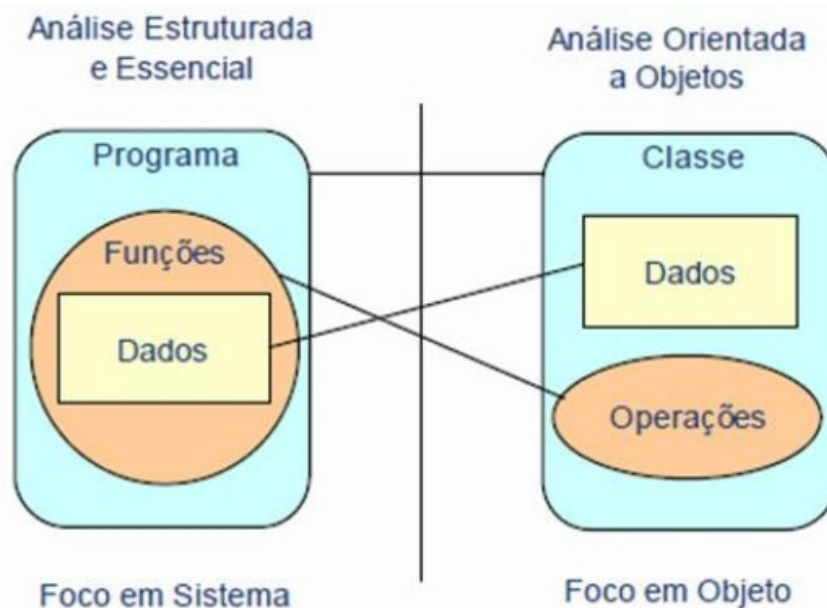 Análise Estruturada
e Essencial
Programa
Funções
Dados
Foco em Sistema
Análise Orientada
a Objetos
Classe
Dados
Operações
Foco em Objeto